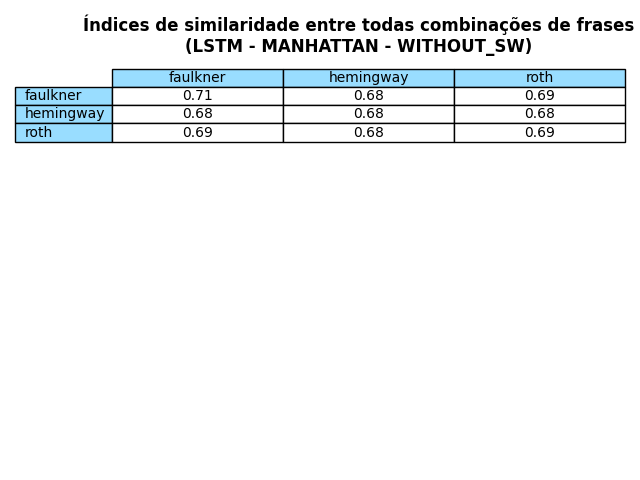 Índices de similaridade entre todas combinações de frases
(LSTM - MANHATTAN - WITHOUT_SW)
faulkner hemingway roth
faulkner 0.71 0.68 0.69
hemingway 0.68 0.68 0.68
roth 0.69 0.68 0.69